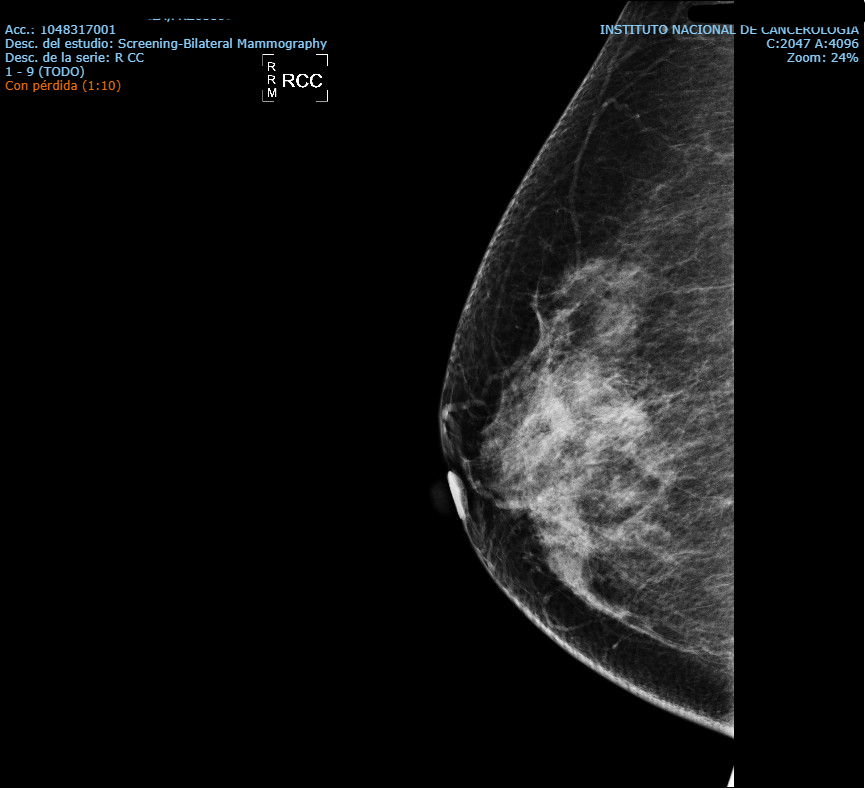 Acc.: 1048317001
Desc. del estudio: Screening-Bilateral Mammography
Desc. de la serie: R CC
1 - 9 (TODO)
Con pérdida (1:10)
R
R
M
RCC
INSTITUTO NACIONAL DE CANCEROLOGIA
C:2047 A:4096
Zoom: 24%